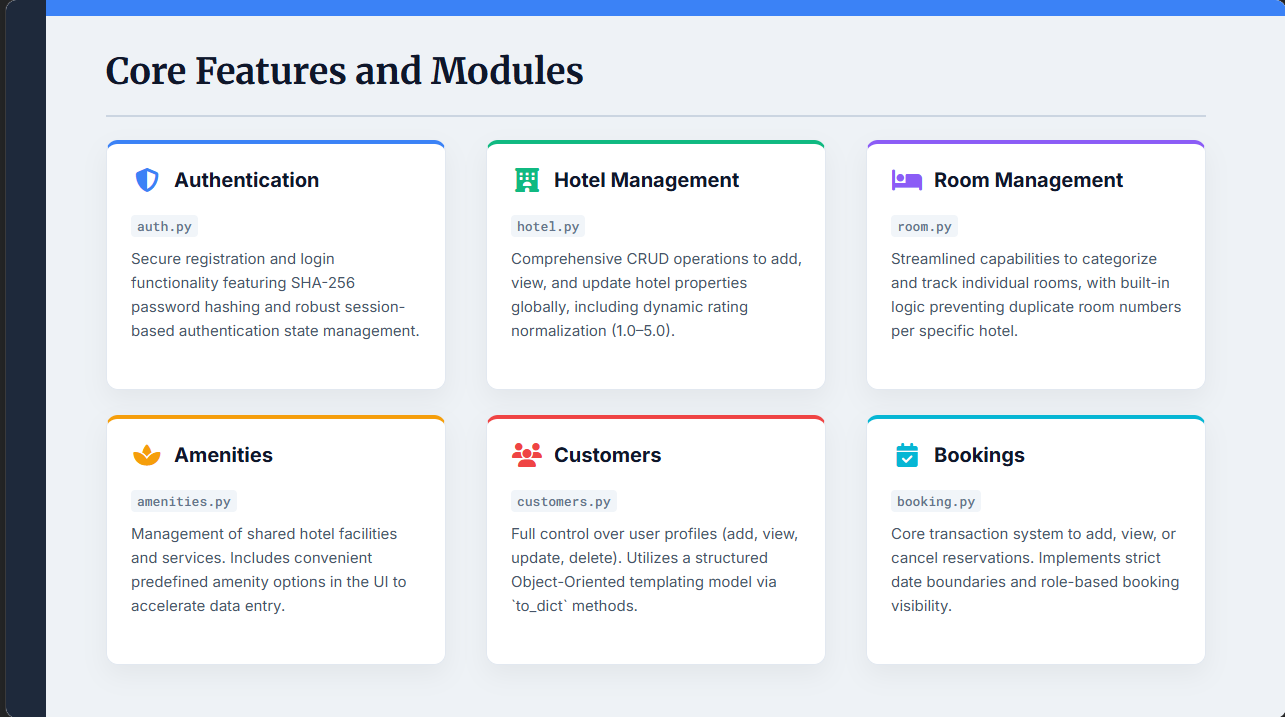 Core Features and Modules
Authentication
auth.py
Secure registration and login
functionality featuring SHA-256
password hashing and robust session-
based authentication state management.
Hotel Management
hotel.py
Comprehensive CRUD operations to add,
view, and update hotel properties
globally, including dynamic rating
normalization (1.0–5.0).
Room Management
room.py
Streamlined capabilities to categorize
and track individual rooms, with built-in
logic preventing duplicate room numbers
per specific hotel.
Amenities
amenities.py
Management of shared hotel facilities
and services. Includes convenient
predefined amenity options in the UI to
accelerate data entry.
Customers
customers.py
Full control over user profiles (add, view,
update, delete). Utilizes a structured
Object-Oriented templating model via
`to_dict` methods.
Bookings
booking.py
Core transaction system to add, view, or
cancel reservations. Implements strict
date boundaries and role-based booking
visibility.